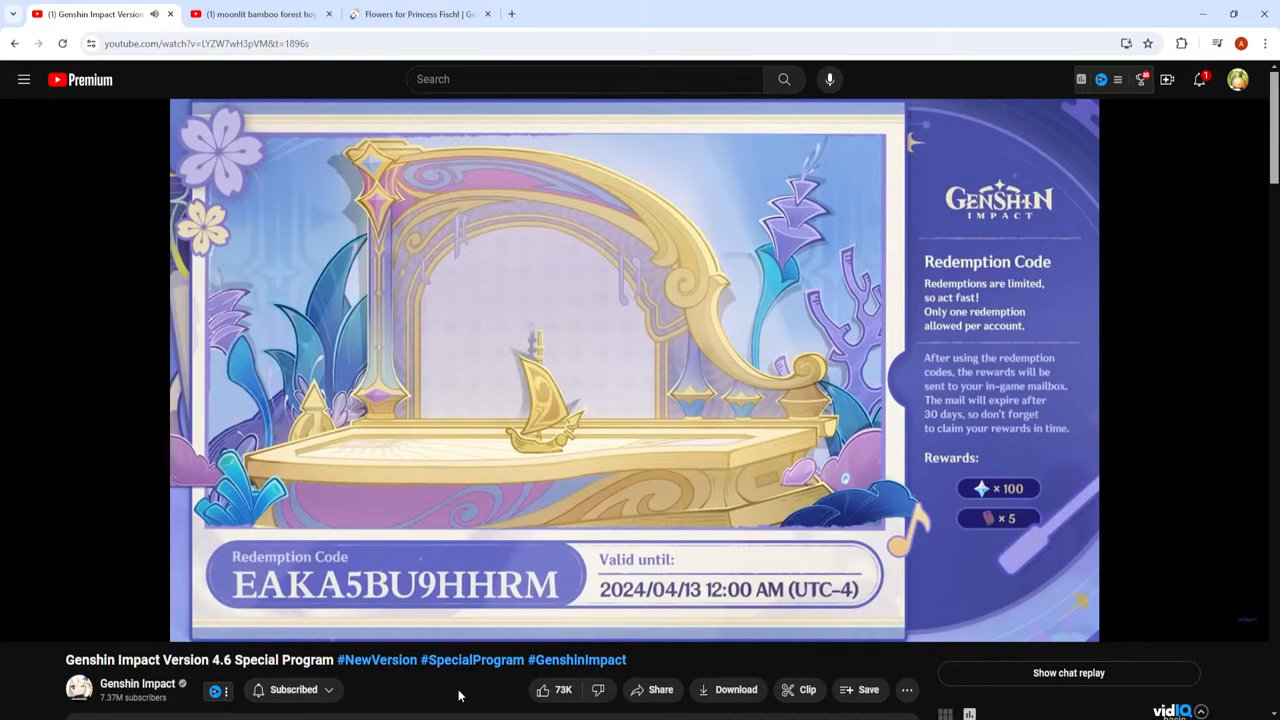 (1) Genshin Impact Version
(1) moonlit bamboo forest hoy
Flowers for Princess Fischl | Ge
youtube.com/watch?v=LYZW7wH3pVM&t=1896s
A
Premium
Search
1
GENSHIN
IMPACT
Redemption Code
Redemptions are limited,
so act fast!
Only one redemption
allowed per account.
After using the redemption
codes, the rewards will be
sent to your in-game mailbox.
The mail will expire after
30 days, so don't forget
to claim your rewards in time.
Rewards:
× 100
× 5
Redemption Code
EAKA5BU9HHRM
Valid until:
2024/04/13 12:00 AM (UTC-4)
Genshin Impact Version 4.6 Special Program #NewVersion #SpecialProgram #GenshinImpact
Genshin Impact
7.37M subscribers
Subscribed
73K
Share
Download
Clip
Save
Show chat replay
vidIQ
basic